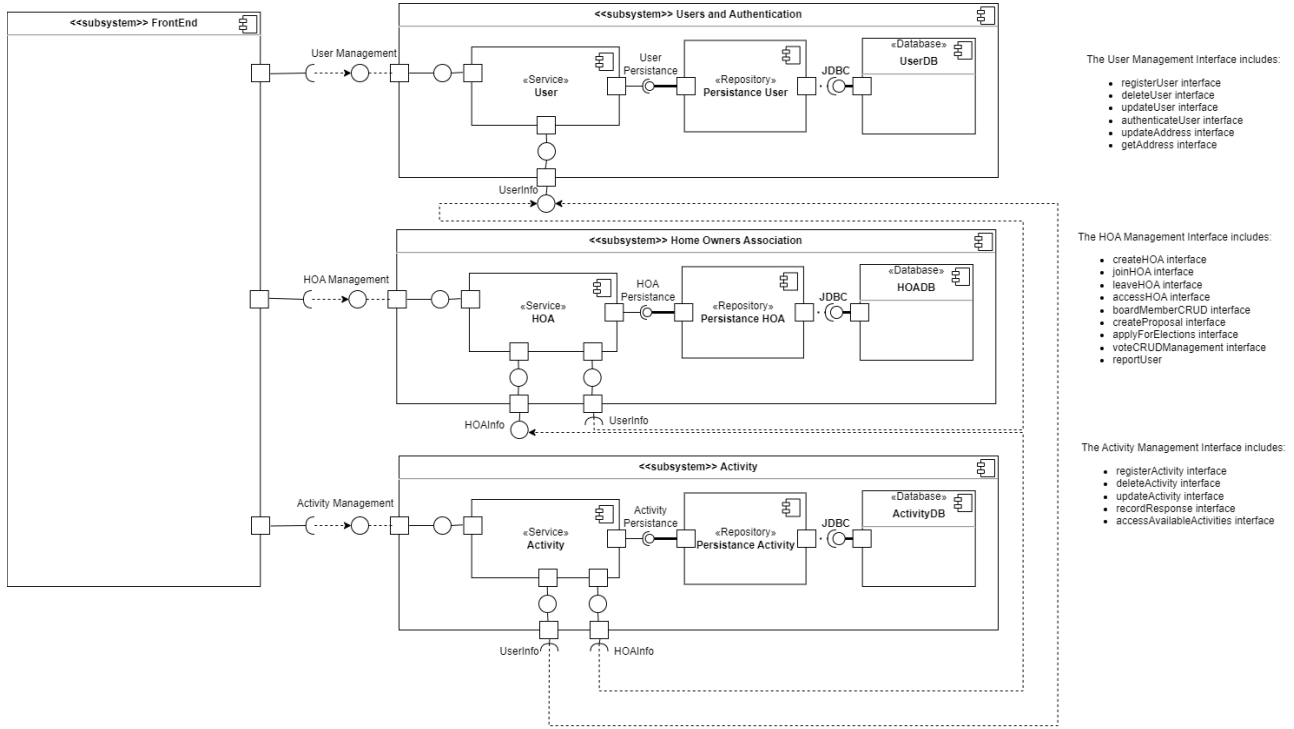 <<subsystem>> FrontEnd
<<subsystem>> Users and Authentication
User Management
«Service»
User
User
Persistance
«Repository»
Persistance User
JDBC
«Database»
UserDB
UserInfo
The User Management Interface includes:
registerUser interface
deleteUser interface
updateUser interface
authenticateUser interface
updateAddress interface
getAddress interface
<<subsystem>> Home Owners Association
HOA Management
«Service»
HOA
HOA
Persistance
«Repository»
Persistance HOA
JDBC
«Database»
HOADB
HOAInfo
UserInfo
The HOA Management Interface includes:
createHOA interface
joinHOA interface
leaveHOA interface
accessHOA interface
boardMemberCRUD interface
createProposal interface
applyForElections interface
voteCRUDManagement interface
reportUser
<<subsystem>> Activity
Activity Management
«Service»
Activity
Activity
Persistance
«Repository»
Persistance Activity
JDBC
«Database»
ActivityDB
UserInfo
HOAInfo
The Activity Management Interface includes:
registerActivity interface
deleteActivity interface
updateActivity interface
recordResponse interface
accessAvailableActivities interface